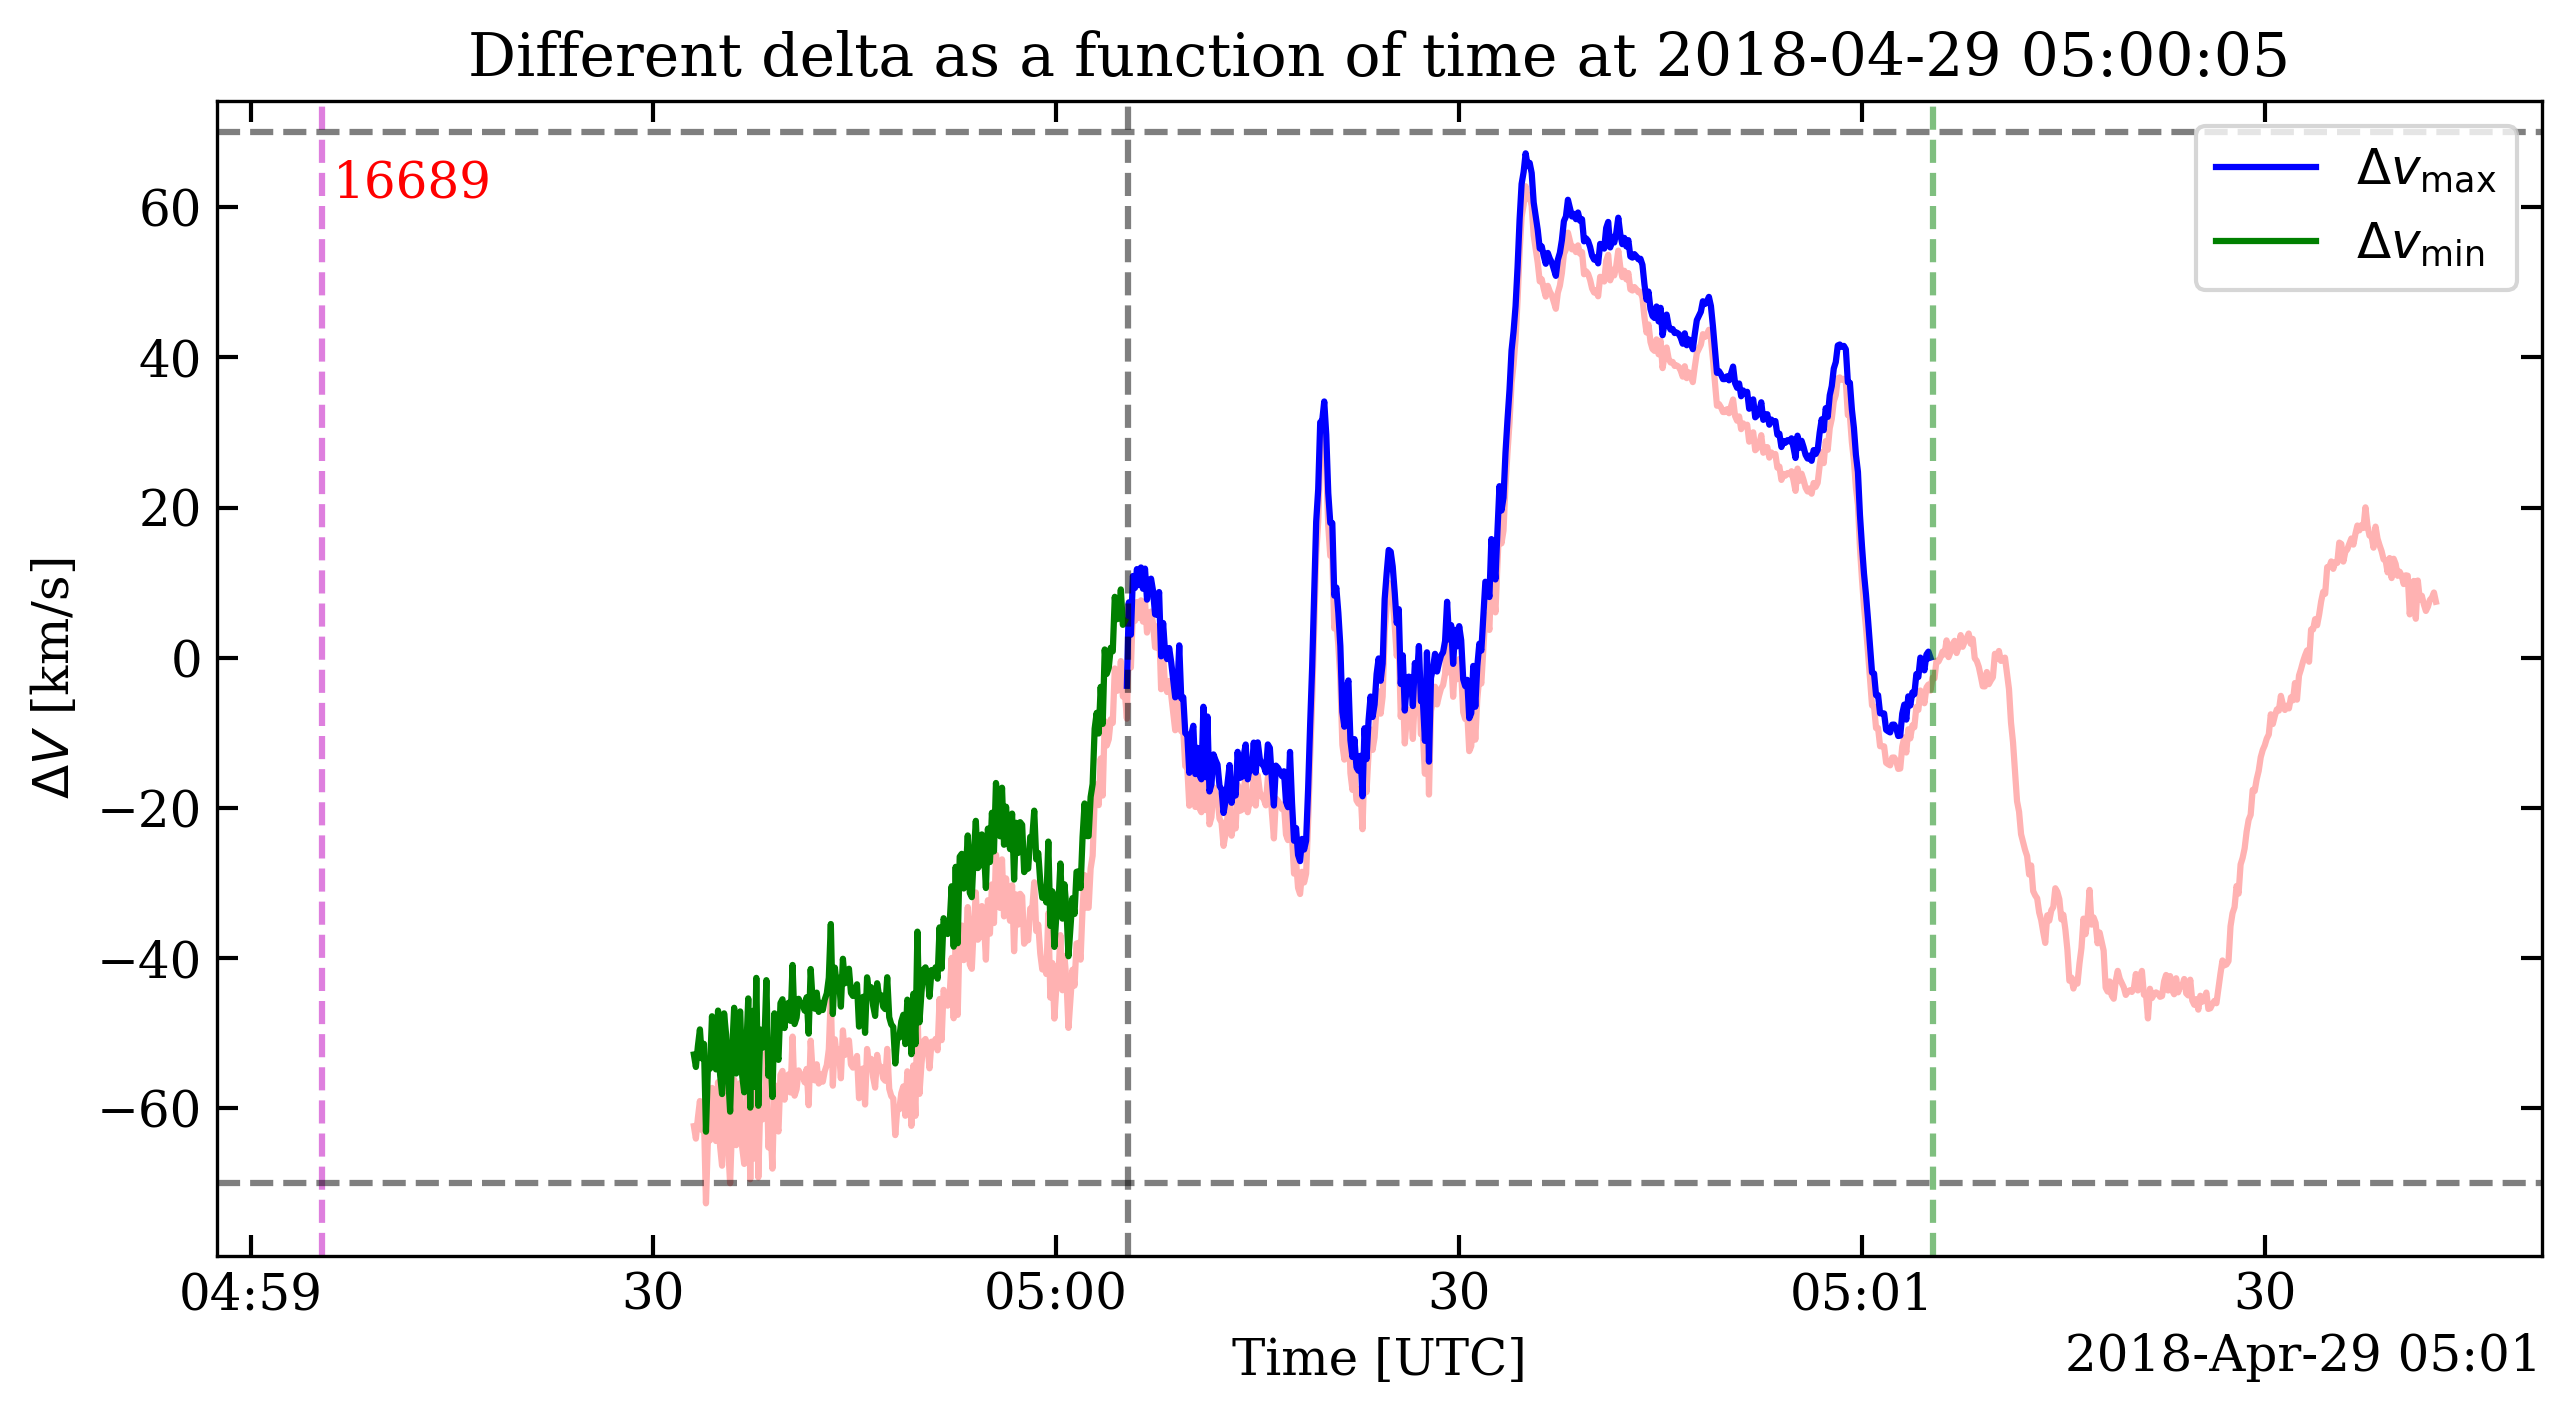 Different delta as a function of time at 2018-04-29 05:00:05
16689
Δv_max
Δv_min
60
40
20
0
−20
−40
−60
ΔV [km/s]
04:59 30 05:00 30 05:01 30
Time [UTC]
2018-Apr-29 05:01